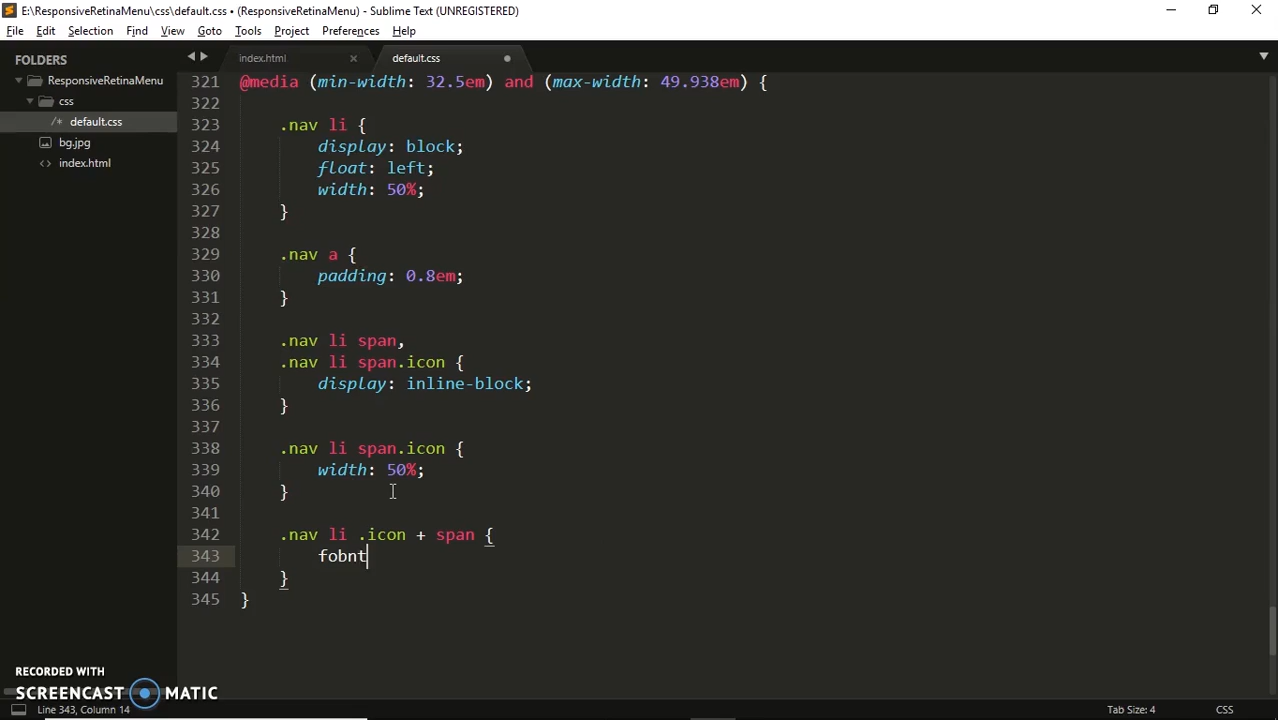 E:\ResponsiveRetinaMenu\css\default.css • (ResponsiveRetinaMenu) - Sublime Text (UNREGISTERED)
File Edit Selection Find View Goto Tools Project Preferences Help
FOLDERS
ResponsiveRetinaMenu
css
/* default.css
bg.jpg
<> index.html
index.html
default.css
321 @media (min-width: 32.5em) and (max-width: 49.938em) {
322
323 .nav li {
324 display: block;
325 float: left;
326 width: 50%;
327 }
328
329 .nav a {
330 padding: 0.8em;
331 }
332
333 .nav li span,
334 .nav li span.icon {
335 display: inline-block;
336 }
337
338 .nav li span.icon {
339 width: 50%;
340 }
341
342 .nav li .icon + span {
343 fobnt
344 }
345 }
RECORDED WITH
SCREENCAST MATIC
Line 343, Column 14
Tab Size: 4
CSS